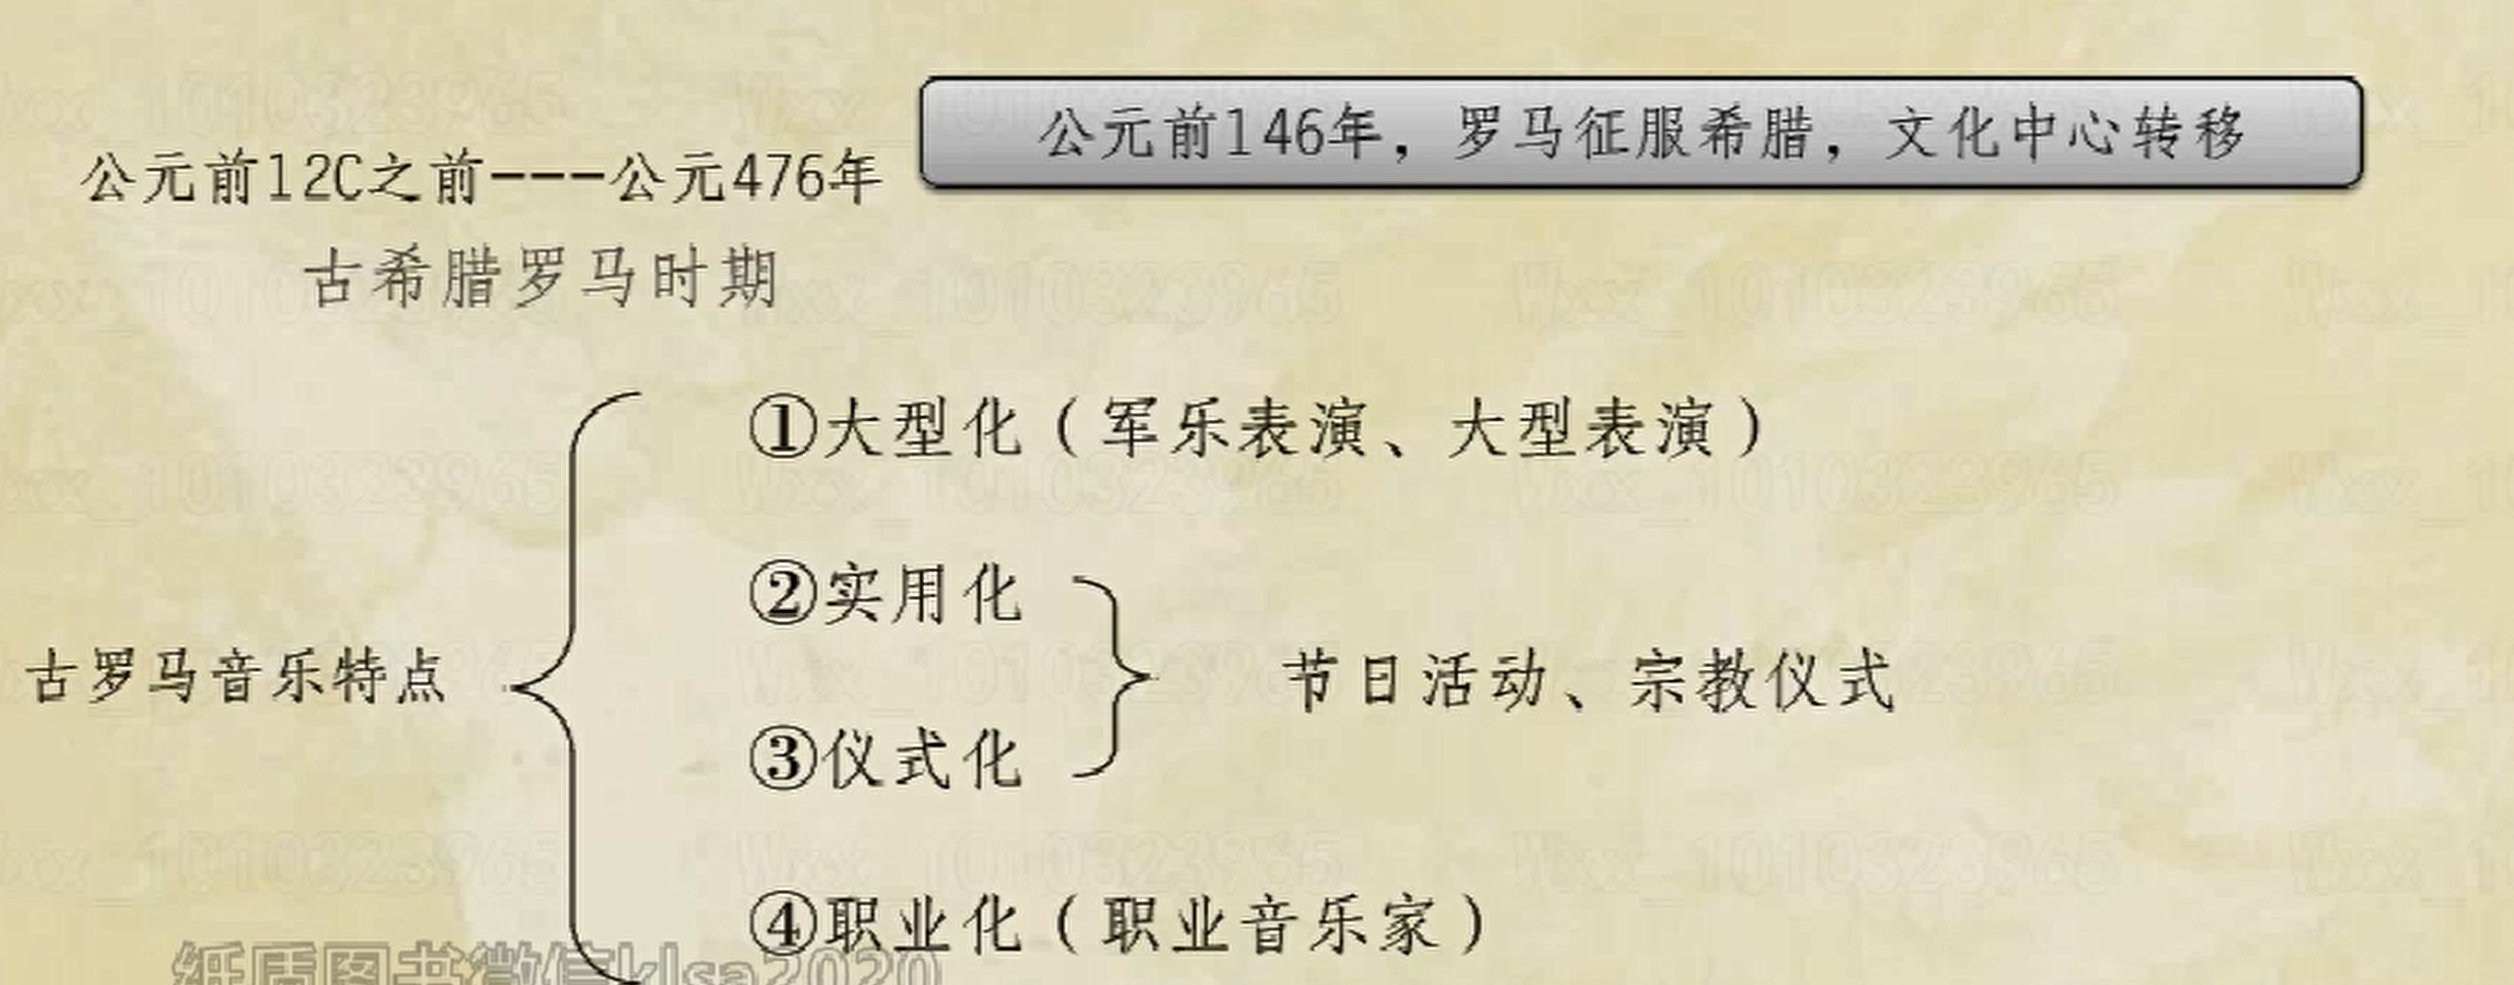 公元前146年，罗马征服希腊，文化中心转移
公元前12C之前---公元476年
古希腊罗马时期
①大型化（军乐表演、大型表演）
②实用化
古罗马音乐特点
节日活动、宗教仪式
③仪式化
④职业化（职业音乐家）
纸质图书微信klsa2020
Wxx_1010323965